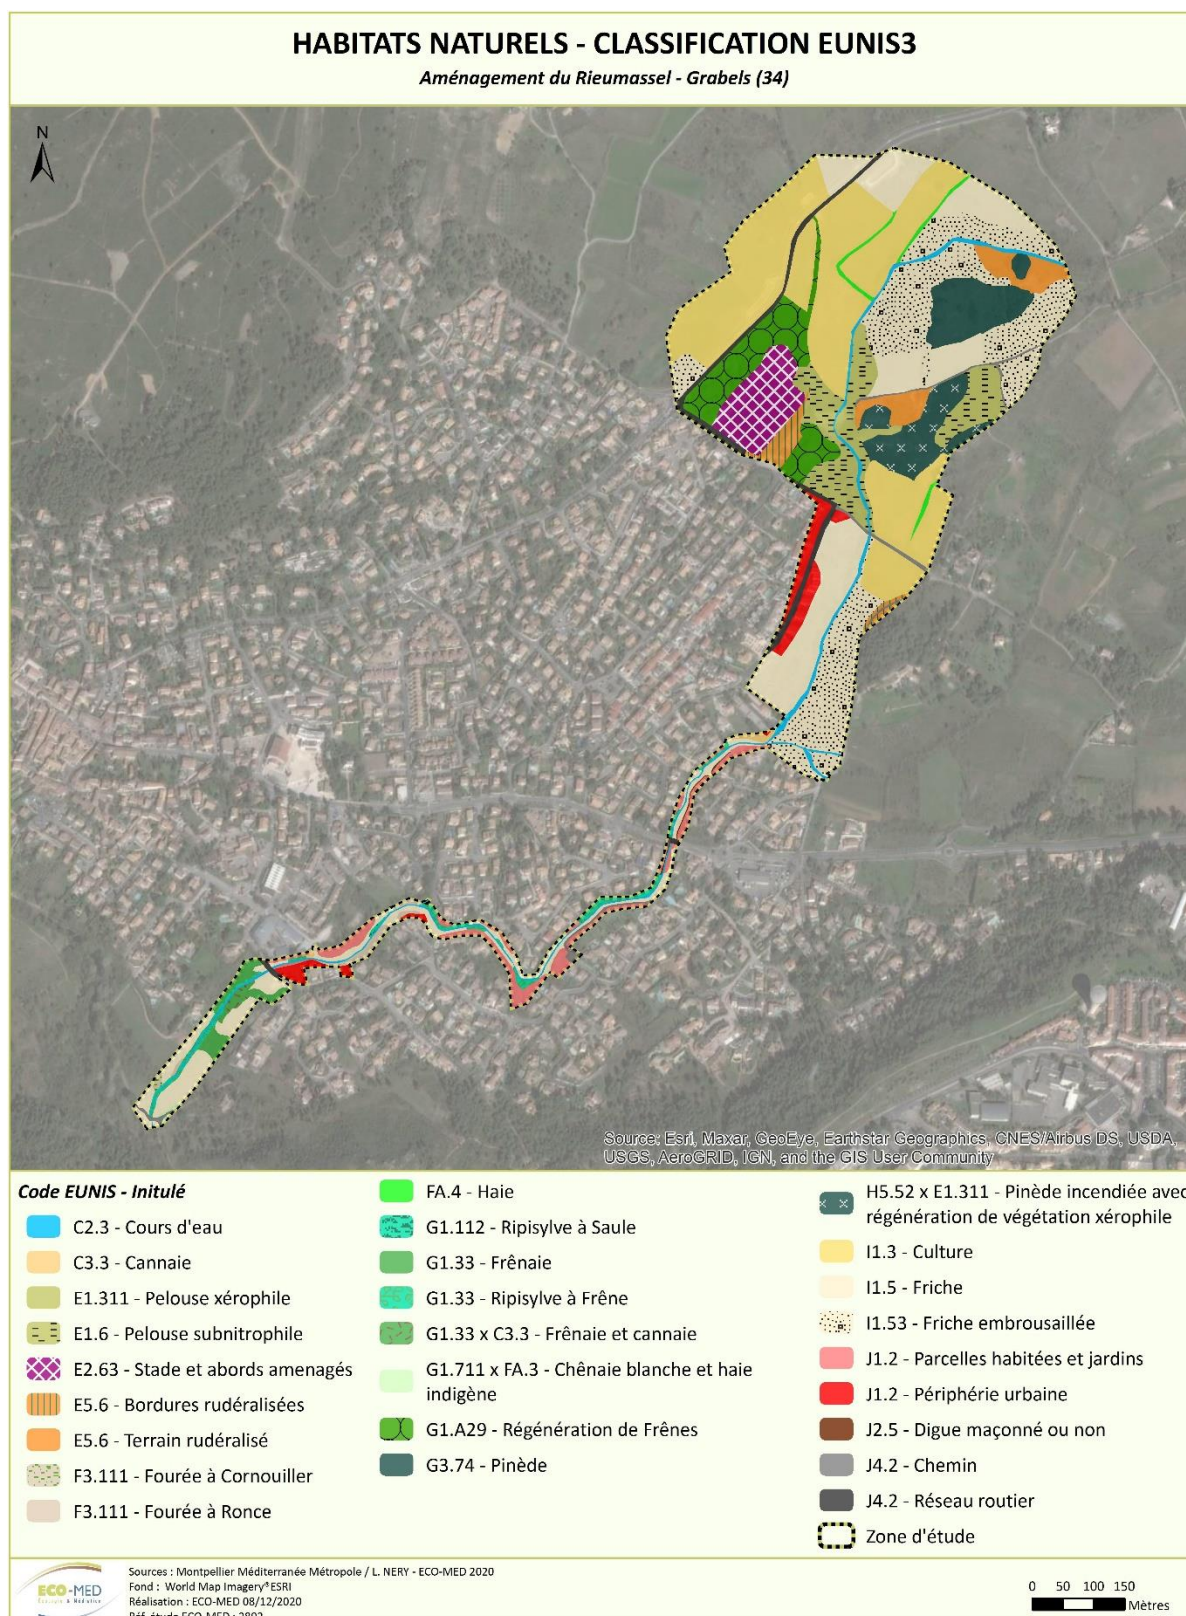 HABITATS NATURELS - CLASSIFICATION EUNIS3
Aménagement du Rieumassel - Grabels (34)
N
Source: Esri, Maxar, GeoEye, Earthstar Geographics, CNES/Airbus DS, USDA,
USGS, AeroGRID, IGN, and the GIS User Community
Code EUNIS - Initulé
C2.3 - Cours d'eau
C3.3 - Cannaie
E1.311 - Pelouse xérophile
E1.6 - Pelouse subnitrophile
E2.63 - Stade et abords amenagés
E5.6 - Bordures rudéralisées
E5.6 - Terrain rudéralisé
F3.111 - Fourée à Cornouiller
F3.111 - Fourée à Ronce
FA.4 - Haie
G1.112 - Ripisylve à Saule
G1.33 - Frênaie
G1.33 - Ripisylve à Frêne
G1.33 x C3.3 - Frênaie et cannaie
G1.711 x FA.3 - Chênaie blanche et haie
indigène
G1.A29 - Régénération de Frênes
G3.74 - Pinède
H5.52 x E1.311 - Pinède incendiée avec
régénération de végétation xérophile
I1.3 - Culture
I1.5 - Friche
I1.53 - Friche embrousaillée
J1.2 - Parcelles habitées et jardins
J1.2 - Périphérie urbaine
J2.5 - Digue maçonné ou non
J4.2 - Chemin
J4.2 - Réseau routier
Zone d'étude
ECO-MED
Ecologie & Médiation
Sources : Montpellier Méditerranée Métropole / L. NERY - ECO-MED 2020
Fond : World Map Imagery®ESRI
Réalisation : ECO-MED 08/12/2020
Réf. étude ECO-MED : 2892
0 50 100 150
Mètres